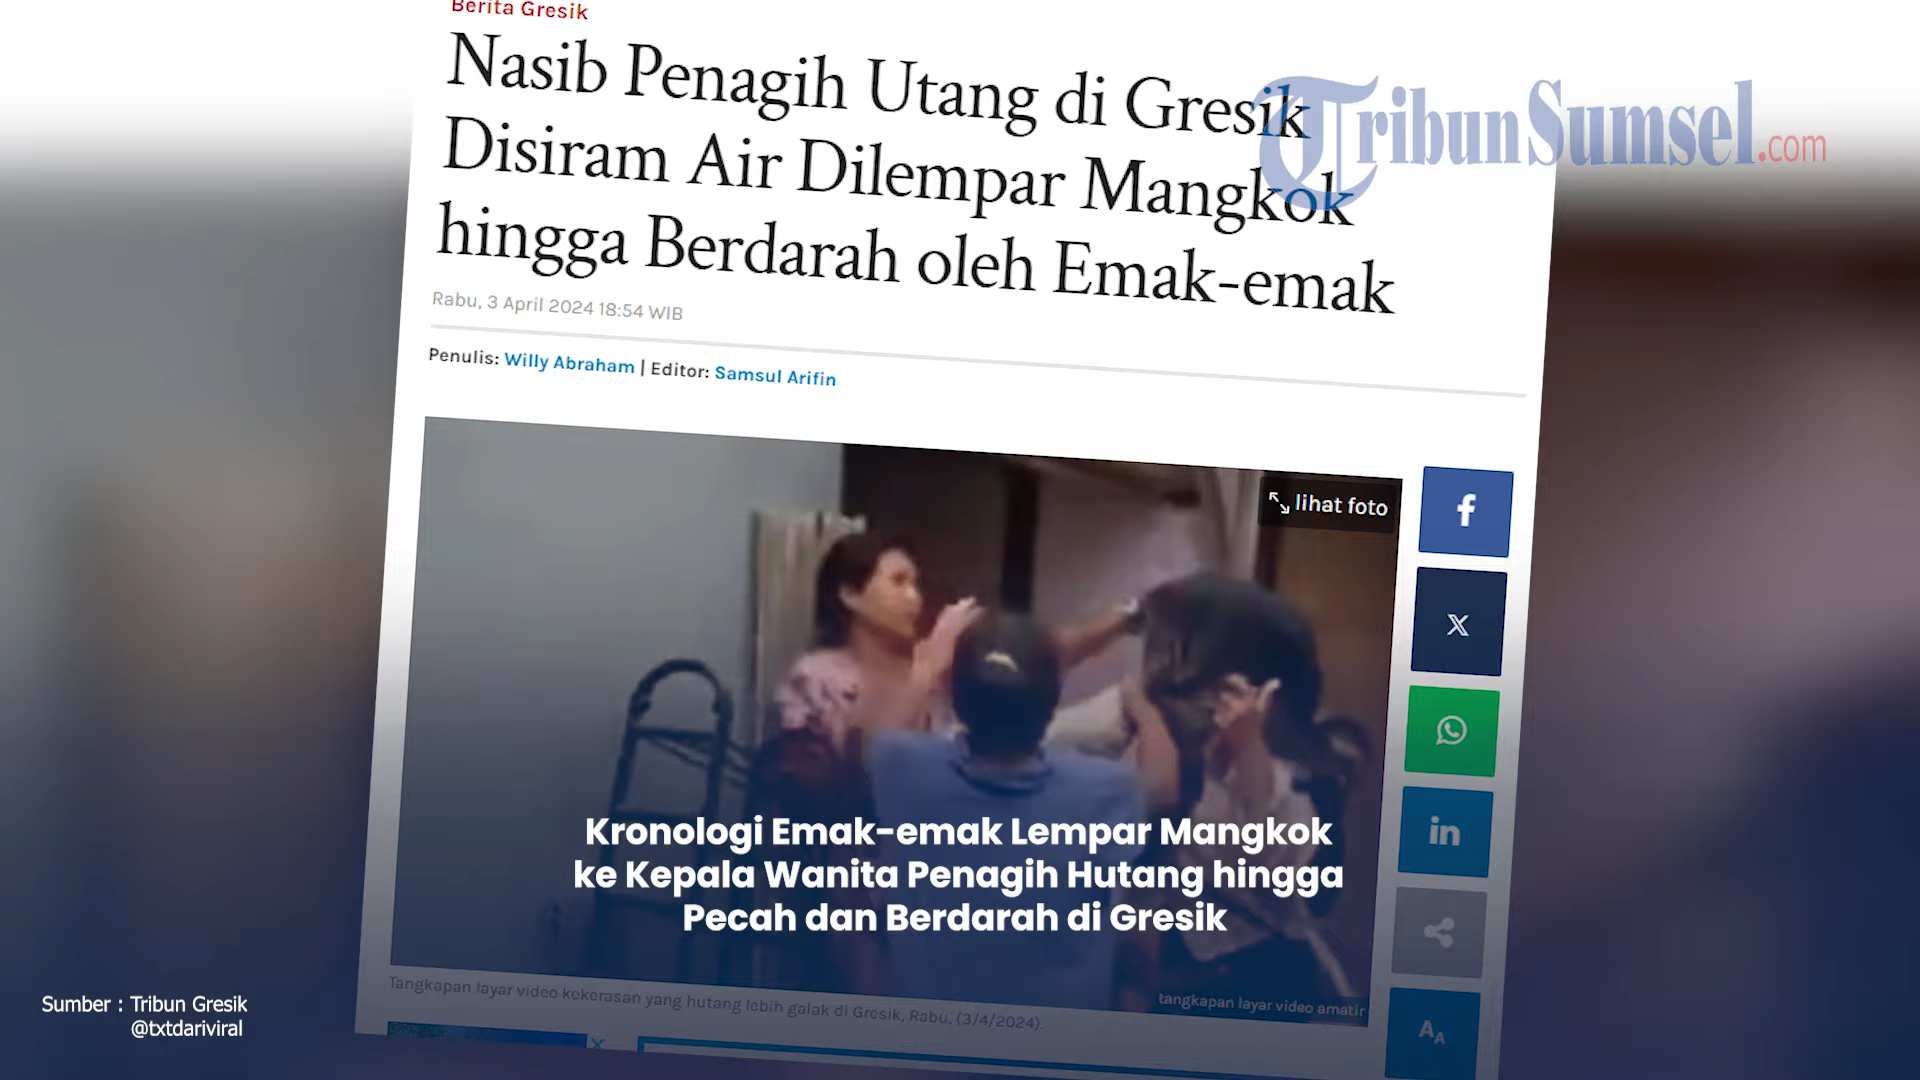 Berita Gresik
Nasib Penagih Utang di Gresik
Disiram Air Dilempar Mangkok
hingga Berdarah oleh Emak-emak
TribunSumsel.com
Rabu, 3 April 2024 18:54 WIB
Penulis: Willy Abraham | Editor: Samsul Arifin
lihat foto
f
X
in
Kronologi Emak-emak Lempar Mangkok
ke Kepala Wanita Penagih Hutang hingga
Pecah dan Berdarah di Gresik
Tangkapan layar video kekerasan yang hutang lebih galak di Gresik, Rabu, (3/4/2024).
tangkapan layar video amatir
AA
Sumber : Tribun Gresik
@txtdariviral